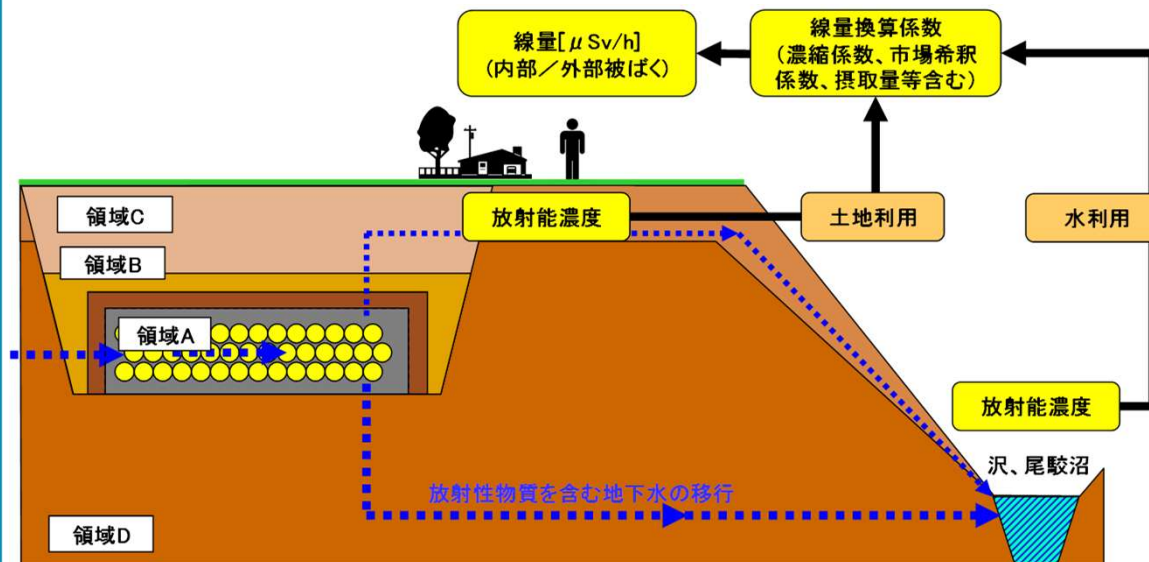 線量[μSv/h]
(内部／外部被ばく)
線量換算係数
(濃縮係数、市場希釈
係数、摂取量等含む)
領域C
放射能濃度
土地利用
水利用
領域B
領域A
放射能濃度
沢、尾駮沼
放射性物質を含む地下水の移行
領域D